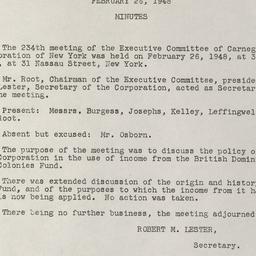 FEBRUARY 26, 1948
MINUTES
The 234th meeting of the Executive Committee of Carneg
oration of New York was held on February 26, 1948, at 3
, at 31 Nassau Street, New York.
Mr. Root, Chairman of the Executive Committee, preside
Lester, Secretary of the Corporation, acted as Secretar
he meeting.
Present: Messrs. Burgess, Josephs, Kelley, Leffingwel
Root.
Absent but excused: Mr. Osborn.
The purpose of the meeting was to discuss the policy o
Corporation in the use of income from the British Domin
Colonies Fund.
There was extended discussion of the origin and histor
Fund, and of the purposes to which the income from it h
is now being applied. No action was taken.
There being no further business, the meeting adjourned
ROBERT M. LESTER,
Secretary.